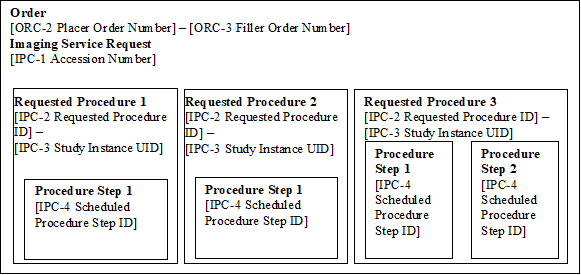 Order
[ORC-2 Placer Order Number] – [ORC-3 Filler Order Number]
Imaging Service Request
[IPC-1 Accession Number]
Requested Procedure 1
[IPC-2 Requested Procedure
ID] –
[IPC-3 Study Instance UID]
Procedure Step 1
[IPC-4 Scheduled
Procedure Step ID]
Requested Procedure 2
[IPC-2 Requested Procedure
ID] –
[IPC-3 Study Instance UID]
Procedure Step 1
[IPC-4 Scheduled
Procedure Step ID]
Requested Procedure 3
[IPC-2 Requested Procedure ID] –
[IPC-3 Study Instance UID]
Procedure
Step 1
[IPC-4
Scheduled
Procedure
Step ID]
Procedure
Step 2
[IPC-4
Scheduled
Procedure
Step ID]